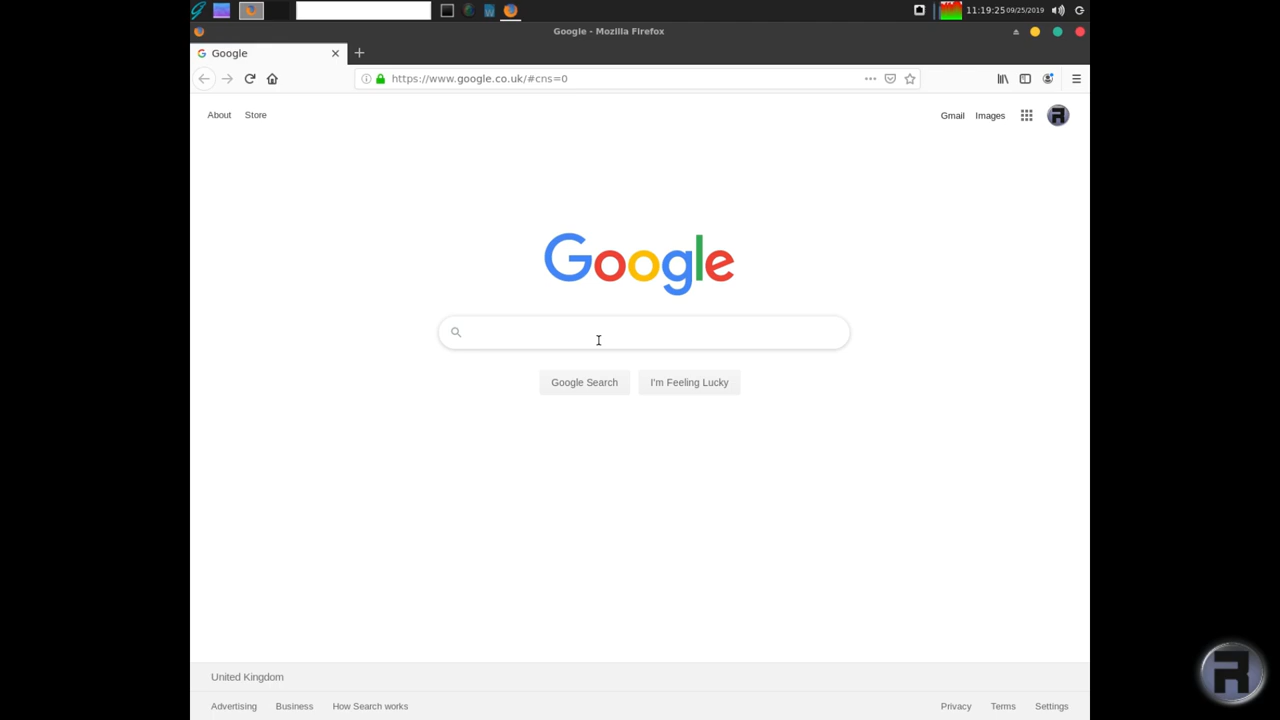 11:19:25 09/25/2019
Google - Mozilla Firefox
Google
https://www.google.co.uk/#cns=0
About Store
Gmail Images
Google
Google Search I'm Feeling Lucky
United Kingdom
Advertising Business How Search works
Privacy Terms Settings